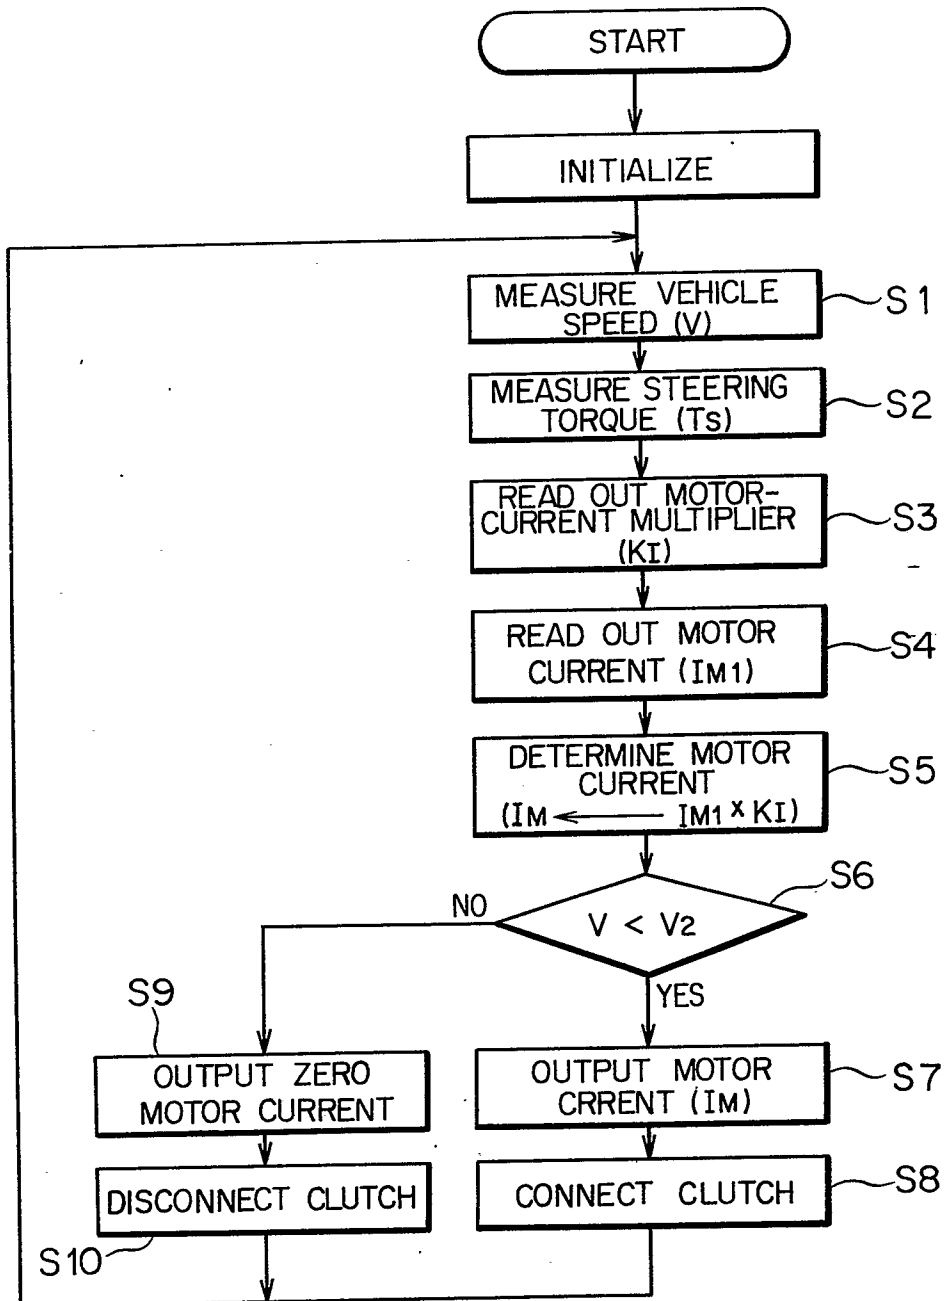 START
INITIALIZE
MEASURE VEHICLE
SPEED (V)
S1
MEASURE STEERING
TORQUE (Ts)
S2
READ OUT MOTOR-
CURRENT MULTIPLIER
(KI)
S3
READ OUT MOTOR
CURRENT (IM1)
S4
DETERMINE MOTOR
CURRENT
(IM ← IM1 × KI)
S5
V < V2
S6
NO
YES
S9
OUTPUT ZERO
MOTOR CURRENT
OUTPUT MOTOR
CRRENT (IM)
S7
DISCONNECT CLUTCH
S10
CONNECT CLUTCH
S8